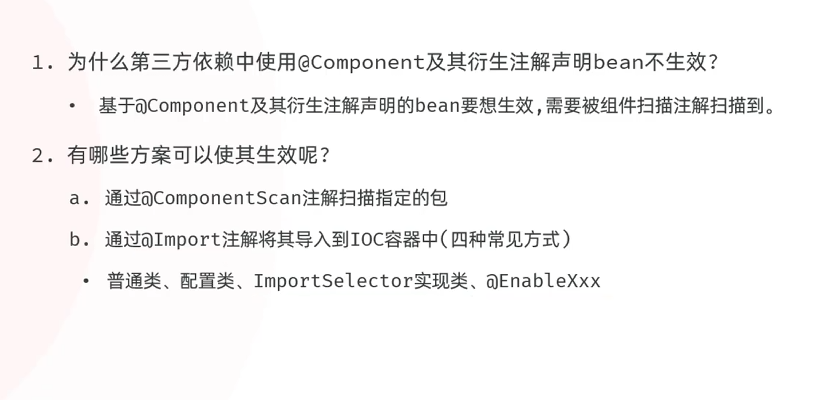 1. 为什么第三方依赖中使用@Component及其衍生注解声明bean不生效？
• 基于@Component及其衍生注解声明的bean要想生效,需要被组件扫描注解扫描到。
2. 有哪些方案可以使其生效呢？
a. 通过@ComponentScan注解扫描指定的包
b. 通过@Import注解将其导入到IOC容器中(四种常见方式)
• 普通类、配置类、ImportSelector实现类、@EnableXxx